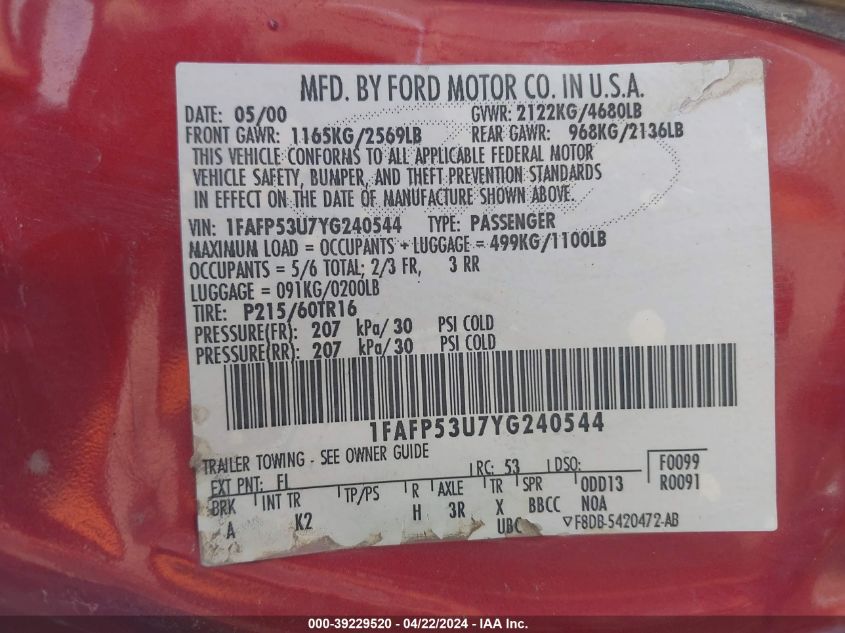 MFD. BY FORD MOTOR CO. IN U.S.A.
DATE: 05/00 GVWR: 2122KG/4680LB
FRONT GAWR: 1165KG/2569LB REAR GAWR: 968KG/2136LB
THIS VEHICLE CONFORMS TO ALL APPLICABLE FEDERAL MOTOR
VEHICLE SAFETY, BUMPER, AND THEFT PREVENTION STANDARDS
IN EFFECT ON THE DATE OF MANUFACTURE SHOWN ABOVE.
VIN: 1FAFP53U7YG240544 TYPE: PASSENGER
MAXIMUM LOAD = OCCUPANTS + LUGGAGE = 499KG/1100LB
OCCUPANTS = 5/6 TOTAL; 2/3 FR, 3 RR
LUGGAGE = 091KG/0200LB
TIRE: P215/60TR16
PRESSURE(FR): 207 kPa/30 PSI COLD
PRESSURE(RR): 207 kPa/30 PSI COLD
1FAFP53U7YG240544
TRAILER TOWING - SEE OWNER GUIDE
EXT PNT: FL RC: 53 DSO: F0099
R0091
BRK INT TR TP/PS R AXLE TR SPR ODD13
A K2 H 3R X BBCC NOA
UBC ▽F8DB-5420472-AB
000-39229520 - 04/22/2024 - IAA Inc.